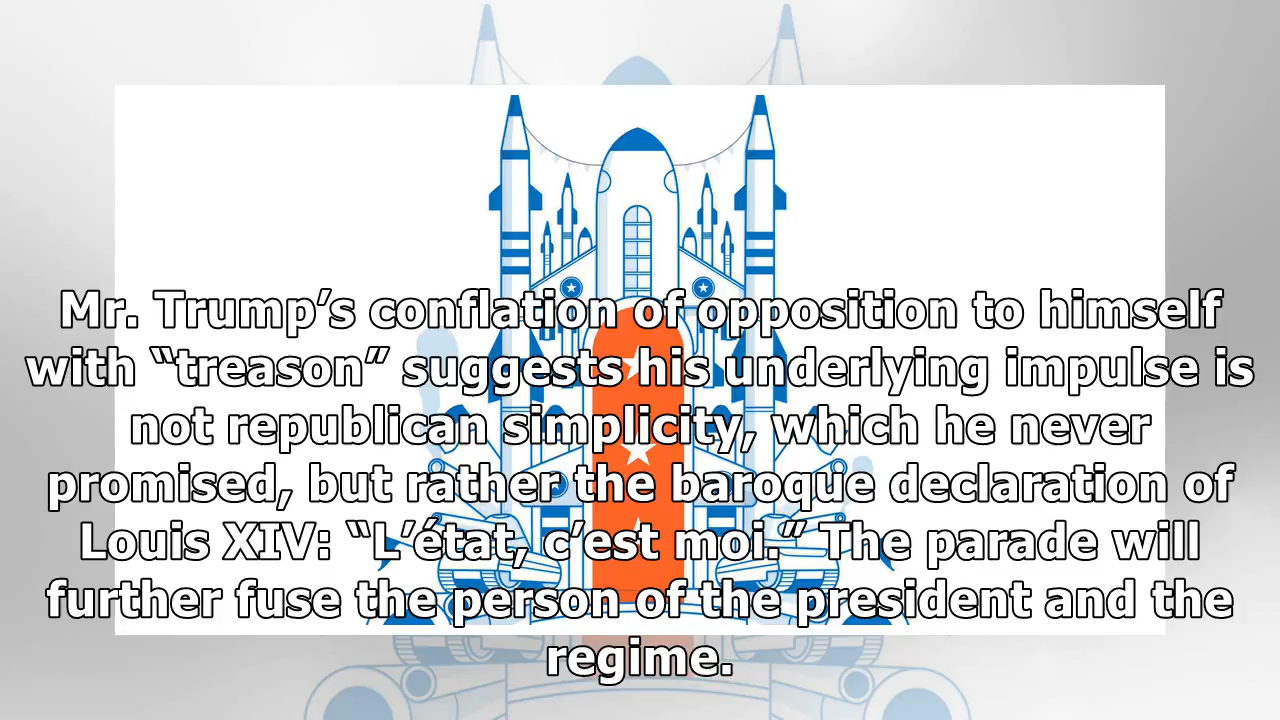 Mr. Trump’s conflation of opposition to himself
with “treason” suggests his underlying impulse is
not republican simplicity, which he never
promised, but rather the baroque declaration of
Louis XIV: “L’état, c’est moi.” The parade will
further fuse the person of the president and the
regime.